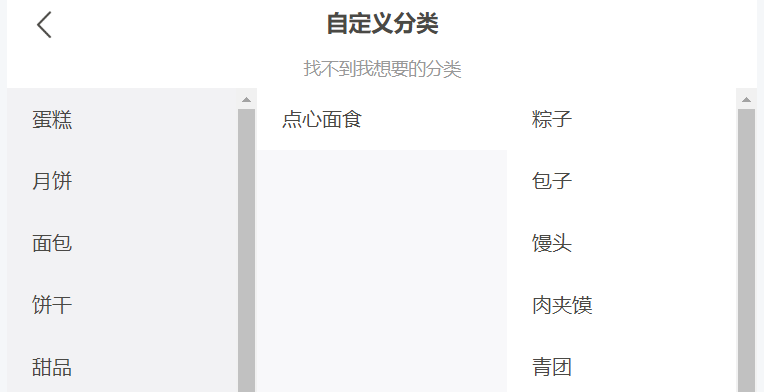 自定义分类
找不到我想要的分类
蛋糕
点心面食
粽子
月饼
包子
面包
馒头
饼干
肉夹馍
甜品
青团